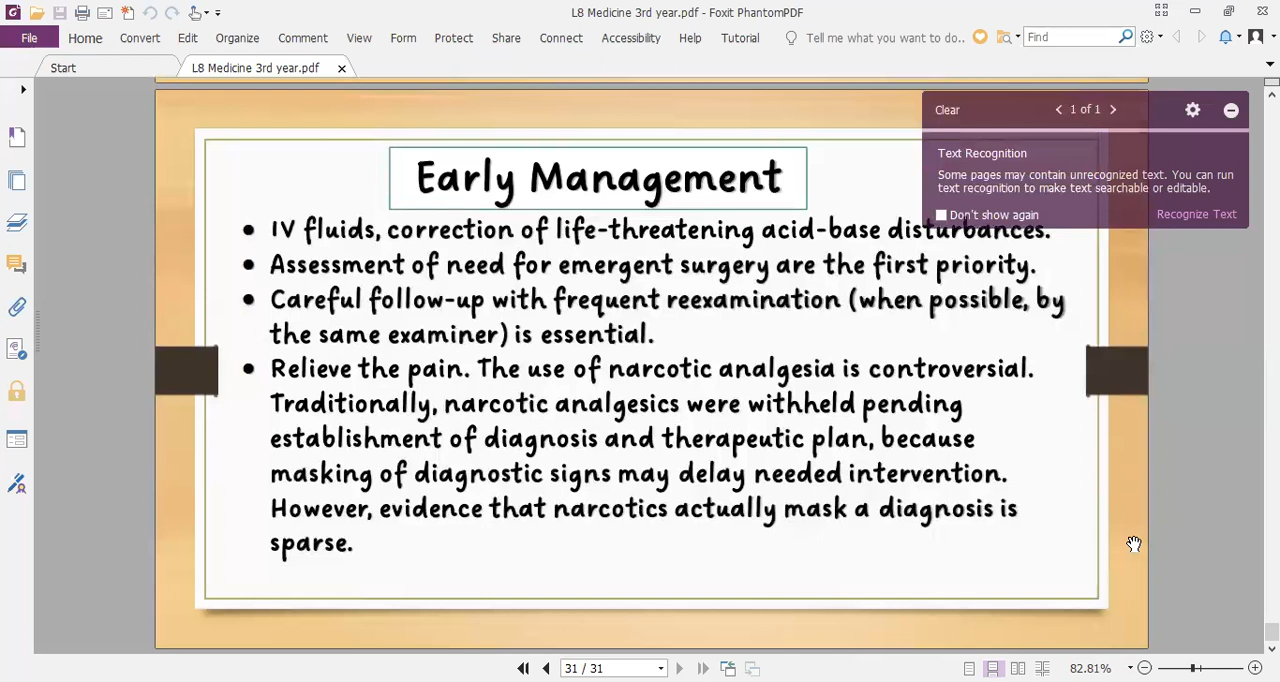 L8 Medicine 3rd year.pdf - Foxit PhantomPDF
File Home Convert Edit Organize Comment View Form Protect Share Connect Accessibility Help Tutorial Tell me what you want to do.. Find
Start L8 Medicine 3rd year.pdf
Clear 1 of 1
Text Recognition
Some pages may contain unrecognized text. You can run
text recognition to make text searchable or editable.
Don't show again Recognize Text
Early Management
• IV fluids, correction of life-threatening acid-base disturbances.
• Assessment of need for emergent surgery are the first priority.
• Careful follow-up with frequent reexamination (when possible, by
the same examiner) is essential.
• Relieve the pain. The use of narcotic analgesia is controversial.
Traditionally, narcotic analgesics were withheld pending
establishment of diagnosis and therapeutic plan, because
masking of diagnostic signs may delay needed intervention.
However, evidence that narcotics actually mask a diagnosis is
sparse.
31 / 31 82.81%